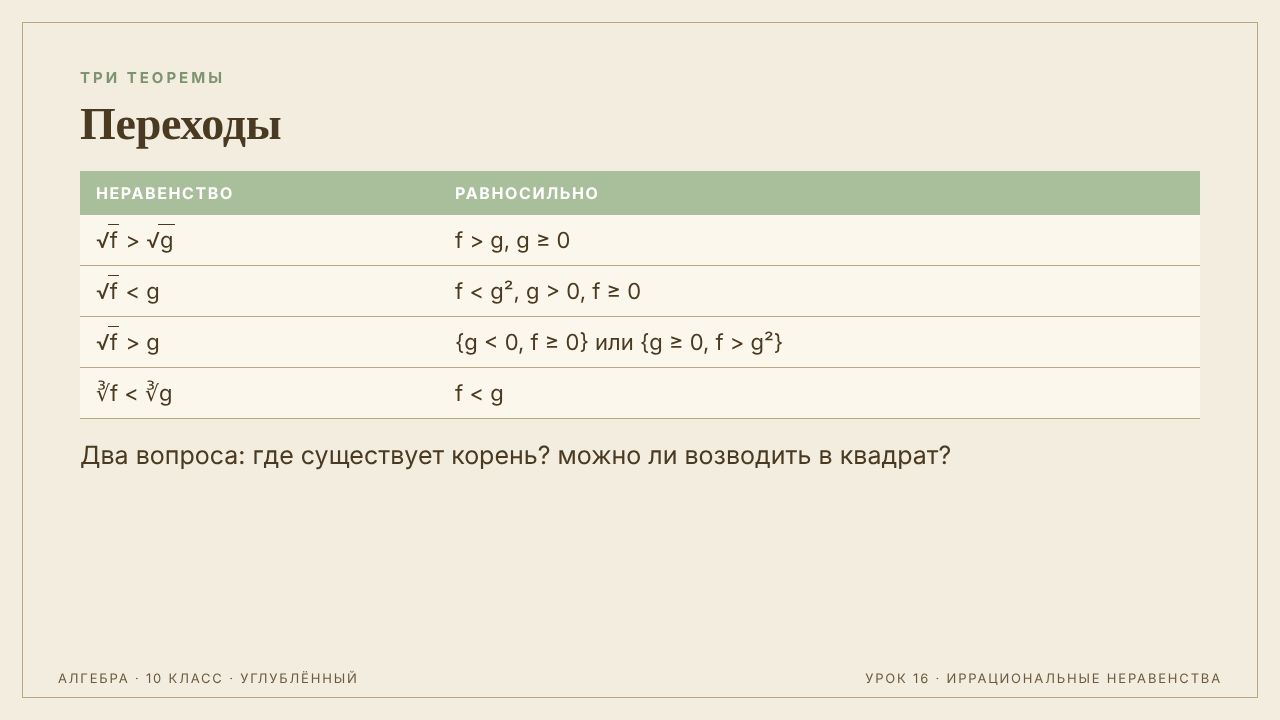 ТРИ ТЕОРЕМЫ
Переходы
НЕРАВЕНСТВО РАВНОСИЛЬНО
√f > √g f > g, g ≥ 0
√f < g f < g², g > 0, f ≥ 0
√f > g {g < 0, f ≥ 0} или {g ≥ 0, f > g²}
∛f < ∛g f < g
Два вопроса: где существует корень? можно ли возводить в квадрат?
АЛГЕБРА · 10 КЛАСС · УГЛУБЛЁННЫЙ УРОК 16 · ИРРАЦИОНАЛЬНЫЕ НЕРАВЕНСТВА